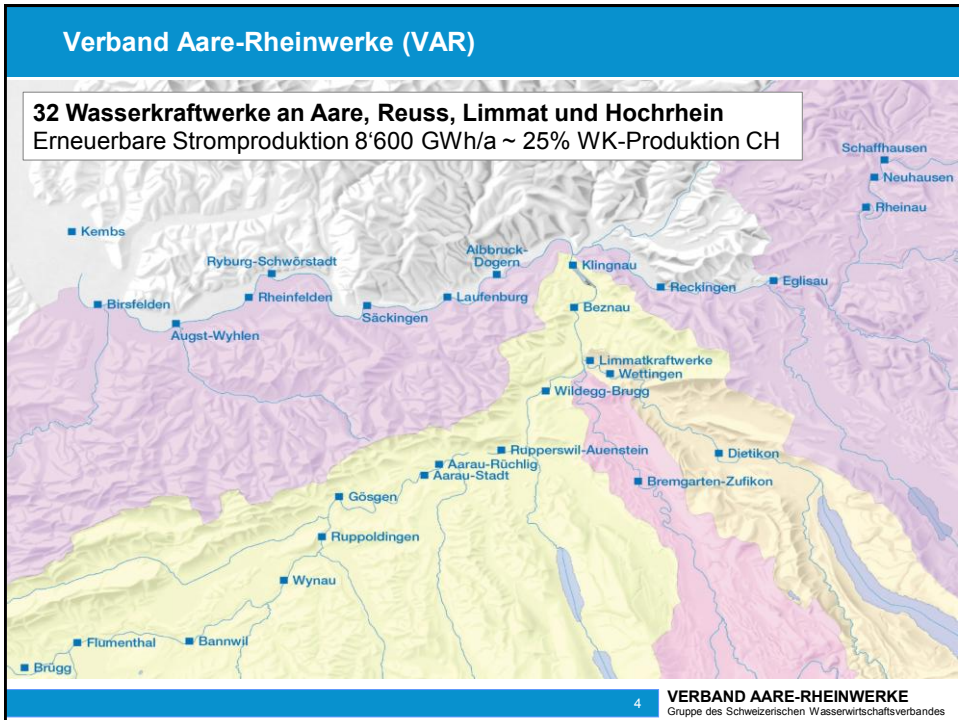 Verband Aare-Rheinwerke (VAR)
32 Wasserkraftwerke an Aare, Reuss, Limmat und Hochrhein
Erneuerbare Stromproduktion 8‘600 GWh/a ~ 25% WK-Produktion CH
Schaffhausen
Neuhausen
Rheinau
Kembs
Ryburg-Schwörstadt
Albbruck-
Dogern
Klingnau
Birsfelden
Rheinfelden
Laufenburg
Reckingen
Eglisau
Augst-Wyhlen
Säckingen
Beznau
Limmatkraftwerke
Wettingen
Wildegg-Brugg
Rupperswil-Auenstein
Dietikon
Aarau-Rüchlig
Aarau-Stadt
Bremgarten-Zufikon
Gösgen
Ruppoldingen
Wynau
Flumenthal
Bannwil
Brügg
4
VERBAND AARE-RHEINWERKE
Gruppe des Schweizerischen Wasserwirtschaftsverbandes